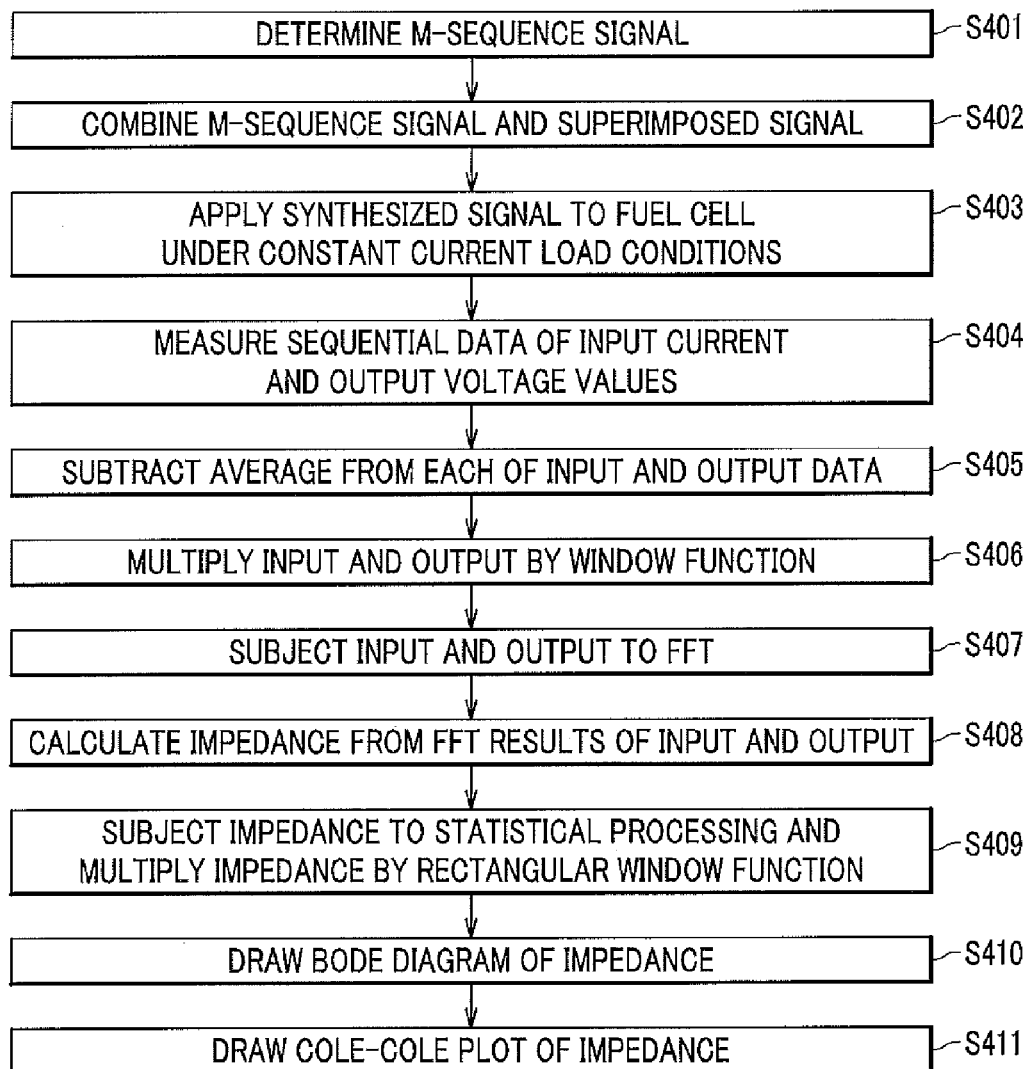 DETERMINE M-SEQUENCE SIGNAL
S401
COMBINE M-SEQUENCE SIGNAL AND SUPERIMPOSED SIGNAL
S402
APPLY SYNTHESIZED SIGNAL TO FUEL CELL
UNDER CONSTANT CURRENT LOAD CONDITIONS
S403
MEASURE SEQUENTIAL DATA OF INPUT CURRENT
AND OUTPUT VOLTAGE VALUES
S404
SUBTRACT AVERAGE FROM EACH OF INPUT AND OUTPUT DATA
S405
MULTIPLY INPUT AND OUTPUT BY WINDOW FUNCTION
S406
SUBJECT INPUT AND OUTPUT TO FFT
S407
CALCULATE IMPEDANCE FROM FFT RESULTS OF INPUT AND OUTPUT
S408
SUBJECT IMPEDANCE TO STATISTICAL PROCESSING AND
MULTIPLY IMPEDANCE BY RECTANGULAR WINDOW FUNCTION
S409
DRAW BODE DIAGRAM OF IMPEDANCE
S410
DRAW COLE-COLE PLOT OF IMPEDANCE
S411